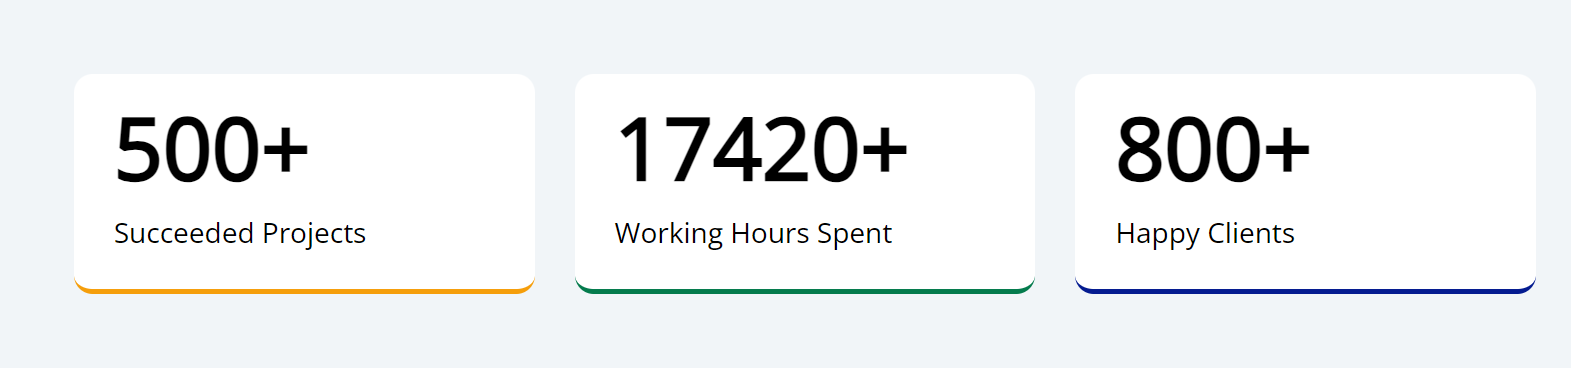 500+
Succeeded Projects
17420+
Working Hours Spent
800+
Happy Clients